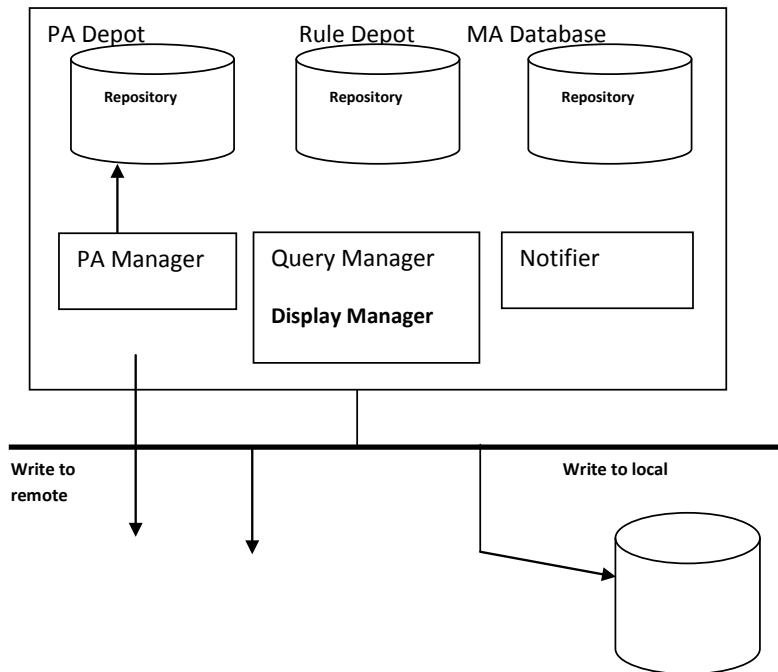 PA Depot
Rule Depot
MA Database
Repository
Repository
Repository
PA Manager
Query Manager
Display Manager
Notifier
Write to
remote
Write to local